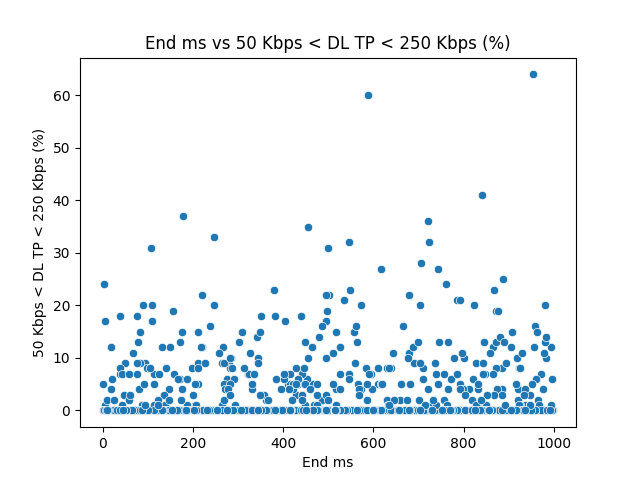 End ms vs 50 Kbps < DL TP < 250 Kbps (%)
60
50
40
30
20
10
0
50 Kbps < DL TP < 250 Kbps (%)
0 200 400 600 800 1000
End ms